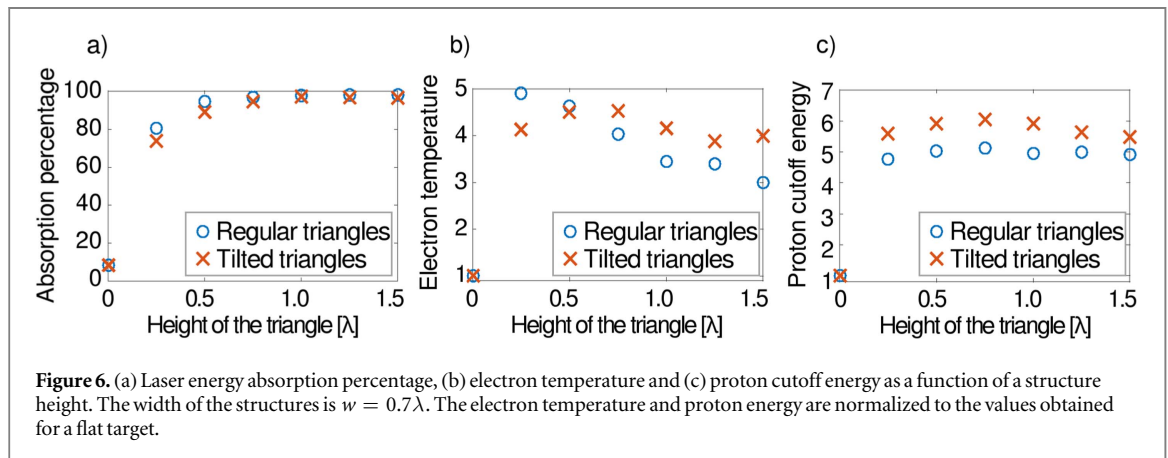 a)
Absorption percentage
100
80
60
40
20
0
Regular triangles
Tilted triangles
0 0.5 1.0 1.5
Height of the triangle [λ]
b)
Electron temperature
5
4
3
2
1
Regular triangles
Tilted triangles
0 0.5 1.0 1.5
Height of the triangle [λ]
c)
Proton cutoff energy
7
6
5
4
3
2
1
Regular triangles
Tilted triangles
0 0.5 1.0 1.5
Height of the triangle [λ]
Figure 6. (a) Laser energy absorption percentage, (b) electron temperature and (c) proton cutoff energy as a function of a structure
height. The width of the structures is w = 0.7λ. The electron temperature and proton energy are normalized to the values obtained
for a flat target.